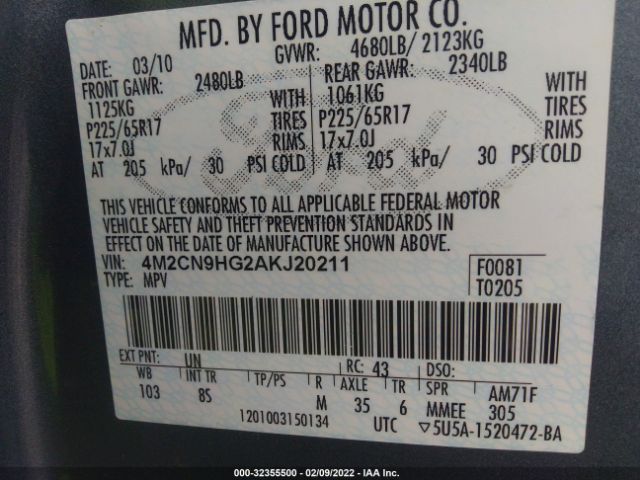 MFD. BY FORD MOTOR CO.
DATE: 03/10 GVWR: 4680LB/ 2123KG
FRONT GAWR: 2480LB REAR GAWR: 2340LB
1125KG WITH 1061KG WITH
P225/65R17 TIRES P225/65R17 TIRES
17x7.0J RIMS 17x7.0J RIMS
AT 205 kPa/ 30 PSI COLD AT 205 kPa/ 30 PSI COLD
Ford
THIS VEHICLE CONFORMS TO ALL APPLICABLE FEDERAL MOTOR
VEHICLE SAFETY AND THEFT PREVENTION STANDARDS IN
EFFECT ON THE DATE OF MANUFACTURE SHOWN ABOVE.
VIN: 4M2CN9HG2AKJ20211 F0081
TYPE: MPV T0205
EXT PNT: UN RC: 43 DSO:
WB INT TR TP/PS R AXLE TR SPR AM71F
103 8S M 35 6 MMEE 305
1201003150134 UTC ▽5U5A-1520472-BA
000-32355500 - 02/09/2022 - IAA Inc.